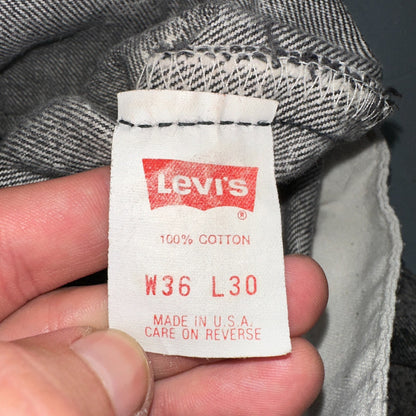 Levi's ®
100% COTTON
W36 L30
MADE IN U.S.A.
CARE ON REVERSE